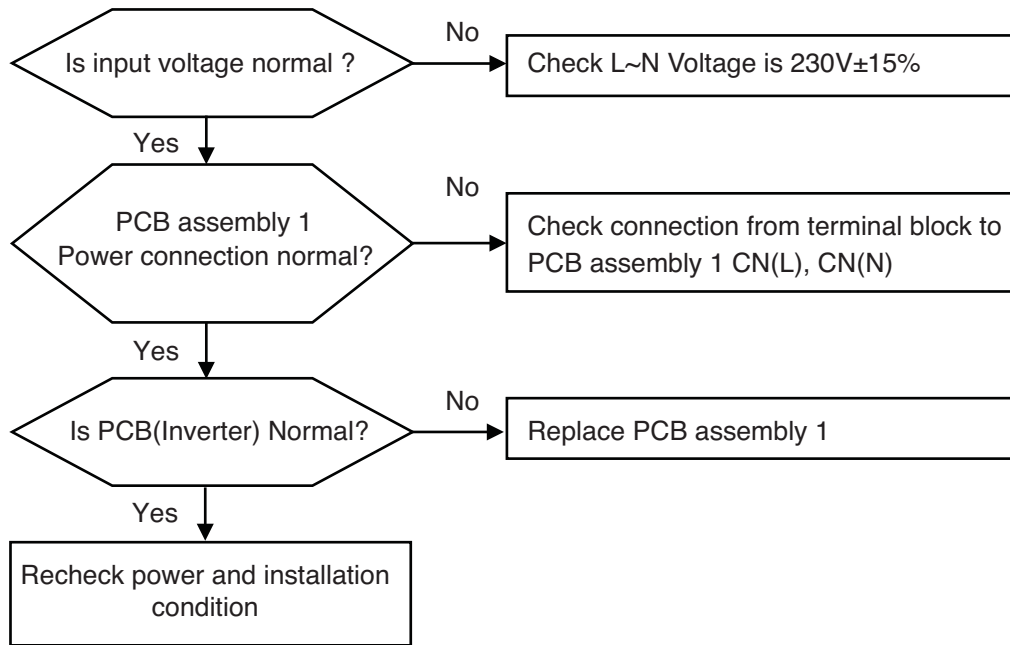 Is input voltage normal ?
No
Check L~N Voltage is 230V±15%
Yes
PCB assembly 1
Power connection normal?
No
Check connection from terminal block to
PCB assembly 1 CN(L), CN(N)
Yes
Is PCB(Inverter) Normal?
No
Replace PCB assembly 1
Yes
Recheck power and installation
condition